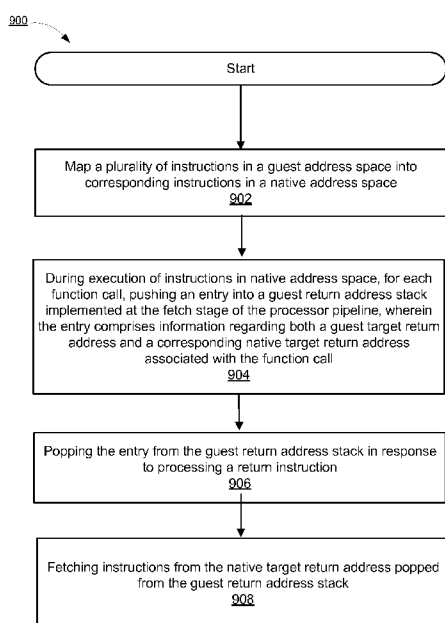 900
Start
Map a plurality of instructions in a guest address space into
corresponding instructions in a native address space
902
During execution of instructions in native address space, for each
function call, pushing an entry into a guest return address stack
implemented at the fetch stage of the processor pipeline, wherein
the entry comprises information regarding both a guest target return
address and a corresponding native target return address
associated with the function call
904
Popping the entry from the guest return address stack in response
to processing a return instruction
906
Fetching instructions from the native target return address popped
from the guest return address stack
908